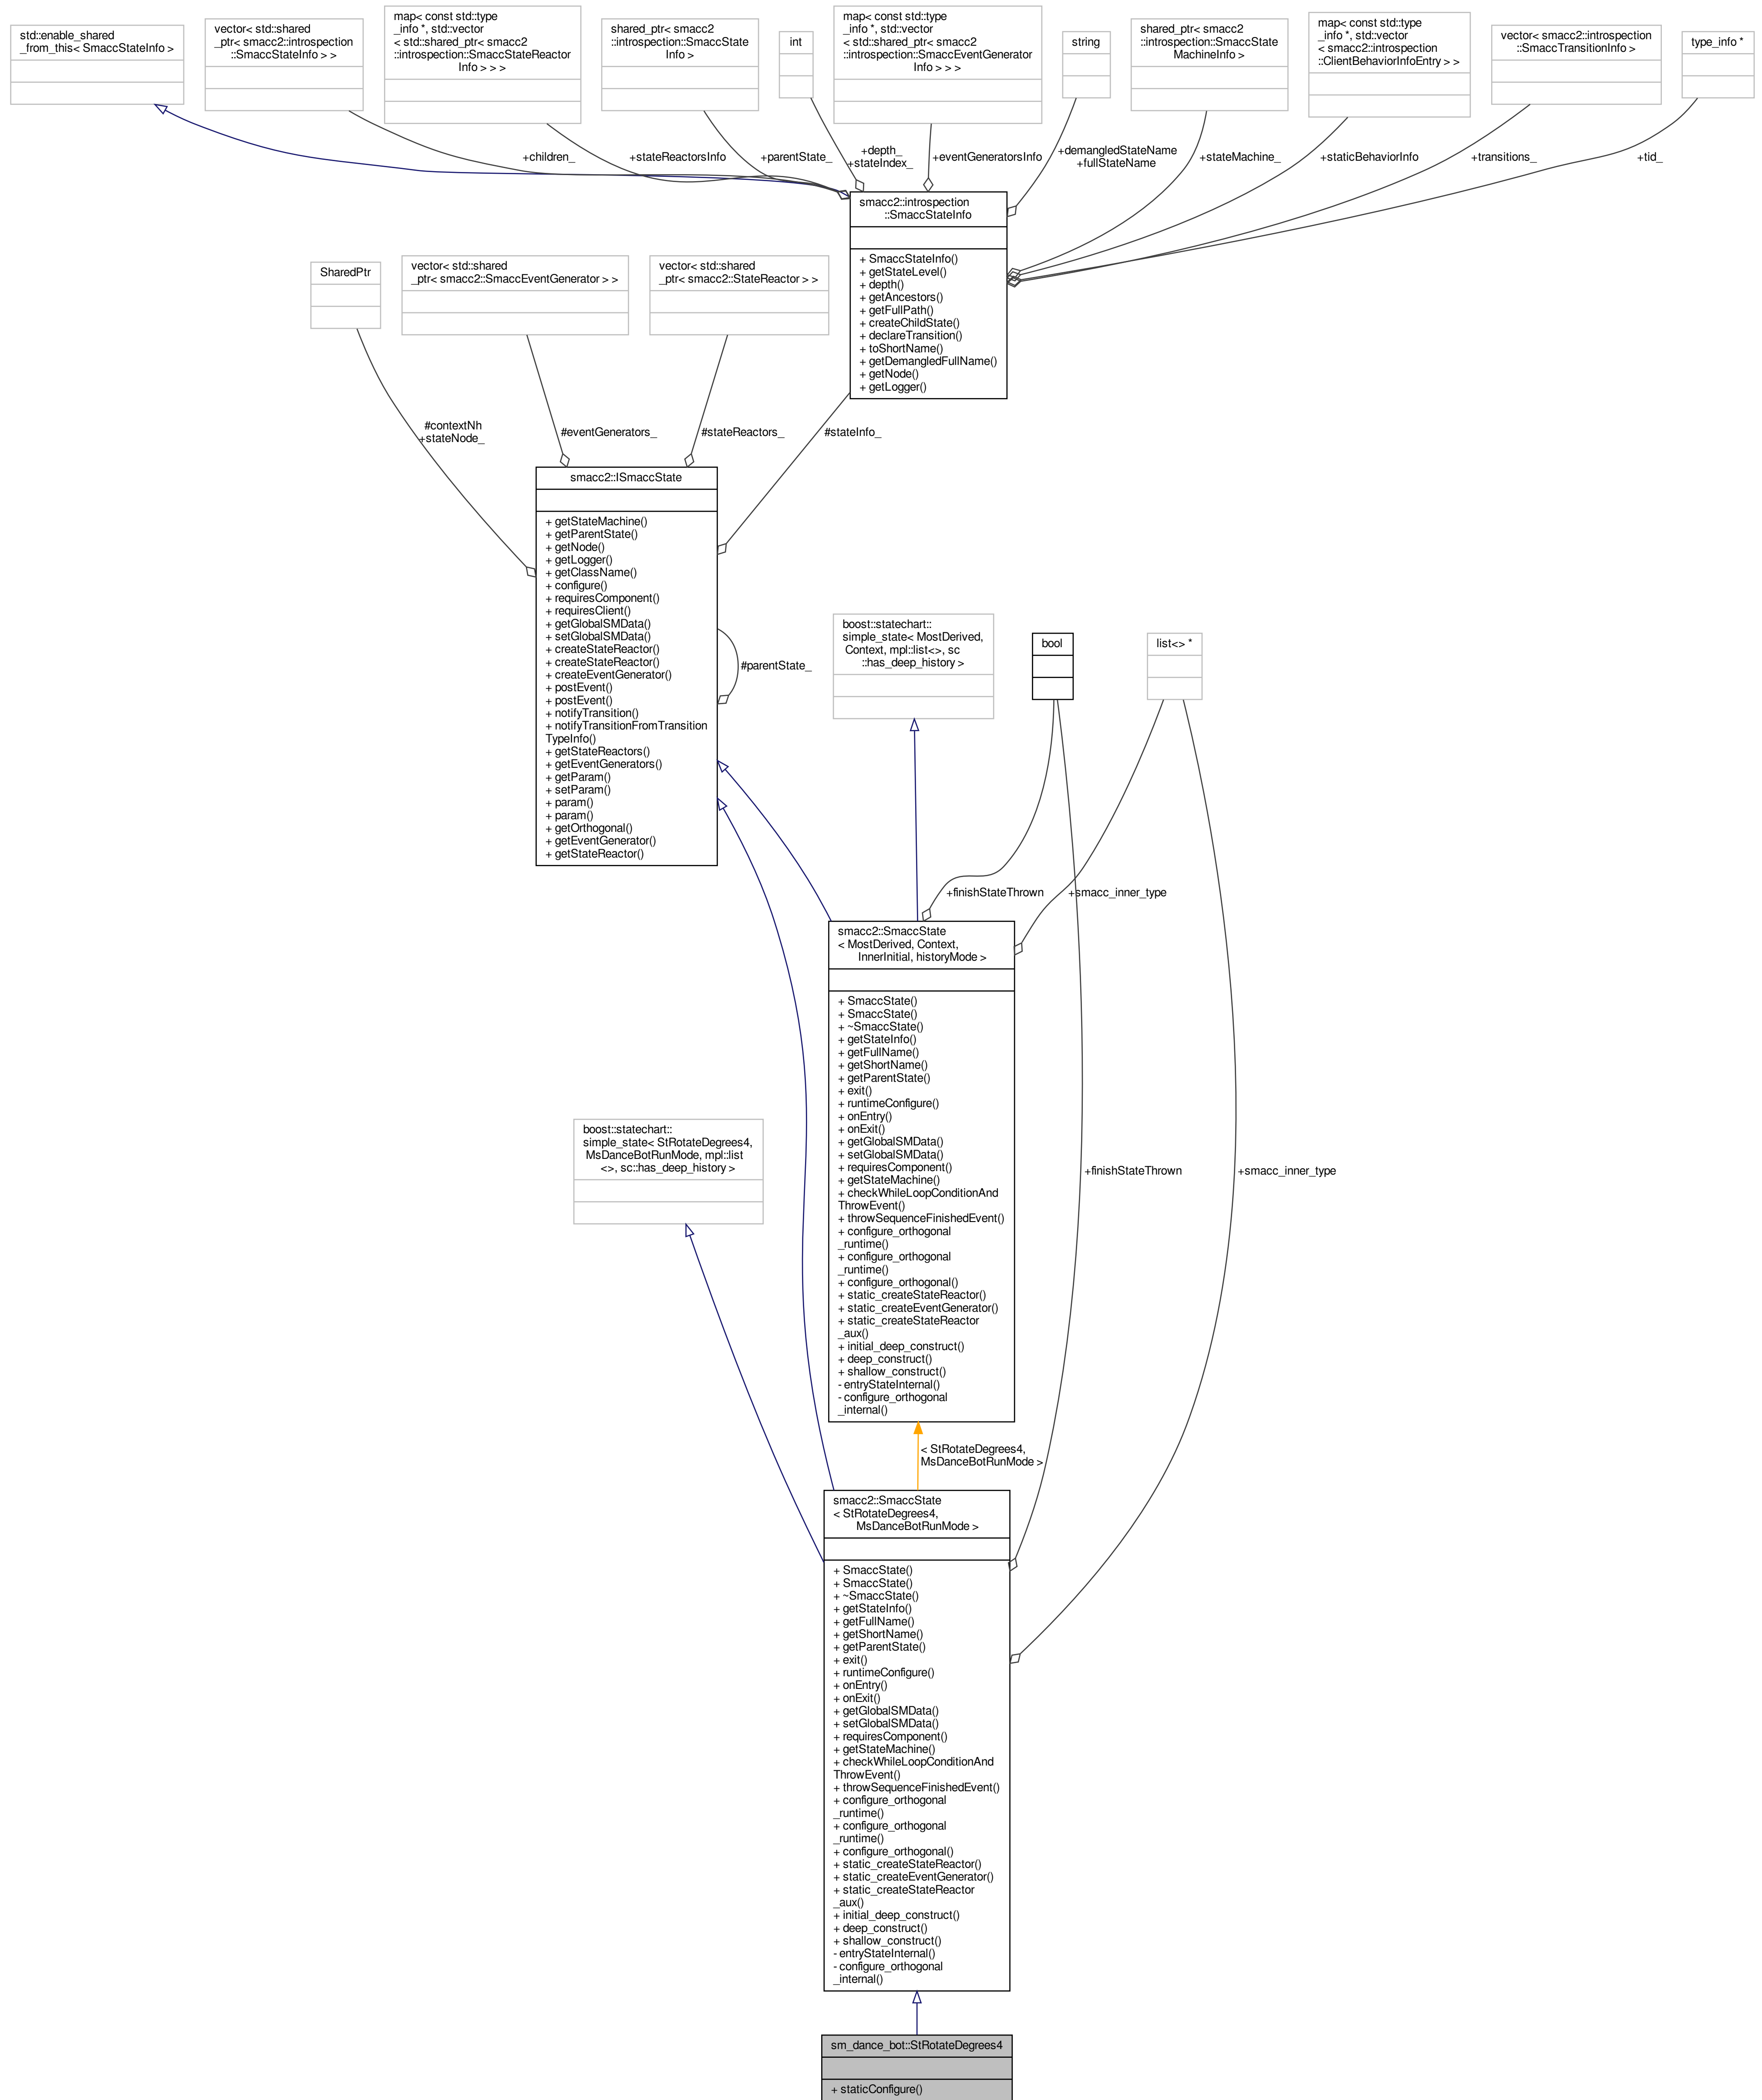 std::enable_shared
_from_this< SmaccStateInfo >
vector< std::shared
_ptr< smacc2::introspection
::SmaccStateInfo > >
map< const std::type
_info *, std::vector
< std::shared_ptr< smacc2
::introspection::SmaccStateReactor
Info > > >
shared_ptr< smacc2
::introspection::SmaccState
Info >
int
map< const std::type
_info *, std::vector
< std::shared_ptr< smacc2
::introspection::SmaccEventGenerator
Info > > >
string
shared_ptr< smacc2
::introspection::SmaccState
MachineInfo >
map< const std::type
_info *, std::vector
< smacc2::introspection
::ClientBehaviorInfoEntry > >
vector< smacc2::introspection
::SmaccTransitionInfo >
type_info *
+children_
+stateReactorsInfo
+parentState_
+depth_
+stateIndex_
+eventGeneratorsInfo
+demangledStateName
+fullStateName
+stateMachine_
+staticBehaviorInfo
+transitions_
+tid_
smacc2::introspection
::SmaccStateInfo
+ SmaccStateInfo()
+ getStateLevel()
+ depth()
+ getAncestors()
+ getFullPath()
+ createChildState()
+ declareTransition()
+ toShortName()
+ getDemangledFullName()
+ getNode()
+ getLogger()
SharedPtr
vector< std::shared
_ptr< smacc2::SmaccEventGenerator > >
vector< std::shared
_ptr< smacc2::StateReactor > >
#contextNh
+stateNode_
#eventGenerators_
#stateReactors_
#stateInfo_
smacc2::ISmaccState
+ getStateMachine()
+ getParentState()
+ getNode()
+ getLogger()
+ getClassName()
+ configure()
+ requiresComponent()
+ requiresClient()
+ getGlobalSMData()
+ setGlobalSMData()
+ createStateReactor()
+ createStateReactor()
+ createEventGenerator()
+ postEvent()
+ postEvent()
+ notifyTransition()
+ notifyTransitionFromTransition
TypeInfo()
+ getStateReactors()
+ getEventGenerators()
+ getParam()
+ setParam()
+ param()
+ param()
+ getOrthogonal()
+ getEventGenerator()
+ getStateReactor()
#parentState_
boost::statechart::
simple_state< MostDerived,
Context, mpl::list<>, sc
::has_deep_history >
bool
list<> *
+finishStateThrown
+smacc_inner_type
smacc2::SmaccState
< MostDerived, Context,
InnerInitial, historyMode >
+ SmaccState()
+ SmaccState()
+ ~SmaccState()
+ getStateInfo()
+ getFullName()
+ getShortName()
+ getParentState()
+ exit()
+ runtimeConfigure()
+ onEntry()
+ onExit()
+ getGlobalSMData()
+ setGlobalSMData()
+ requiresComponent()
+ getStateMachine()
+ checkWhileLoopConditionAnd
ThrowEvent()
+ throwSequenceFinishedEvent()
+ configure_orthogonal
_runtime()
+ configure_orthogonal
_runtime()
+ configure_orthogonal()
+ static_createStateReactor()
+ static_createEventGenerator()
+ static_createStateReactor
_aux()
+ initial_deep_construct()
+ deep_construct()
+ shallow_construct()
- entryStateInternal()
- configure_orthogonal
_internal()
boost::statechart::
simple_state< StRotateDegrees4,
MsDanceBotRunMode, mpl::list
<>, sc::has_deep_history >
+finishStateThrown
+smacc_inner_type
< StRotateDegrees4,
MsDanceBotRunMode >
smacc2::SmaccState
< StRotateDegrees4,
MsDanceBotRunMode >
+ SmaccState()
+ SmaccState()
+ ~SmaccState()
+ getStateInfo()
+ getFullName()
+ getShortName()
+ getParentState()
+ exit()
+ runtimeConfigure()
+ onEntry()
+ onExit()
+ getGlobalSMData()
+ setGlobalSMData()
+ requiresComponent()
+ getStateMachine()
+ checkWhileLoopConditionAnd
ThrowEvent()
+ throwSequenceFinishedEvent()
+ configure_orthogonal
_runtime()
+ configure_orthogonal
_runtime()
+ configure_orthogonal()
+ static_createStateReactor()
+ static_createEventGenerator()
+ static_createStateReactor
_aux()
+ initial_deep_construct()
+ deep_construct()
+ shallow_construct()
- entryStateInternal()
- configure_orthogonal
_internal()
sm_dance_bot::StRotateDegrees4
+ staticConfigure()